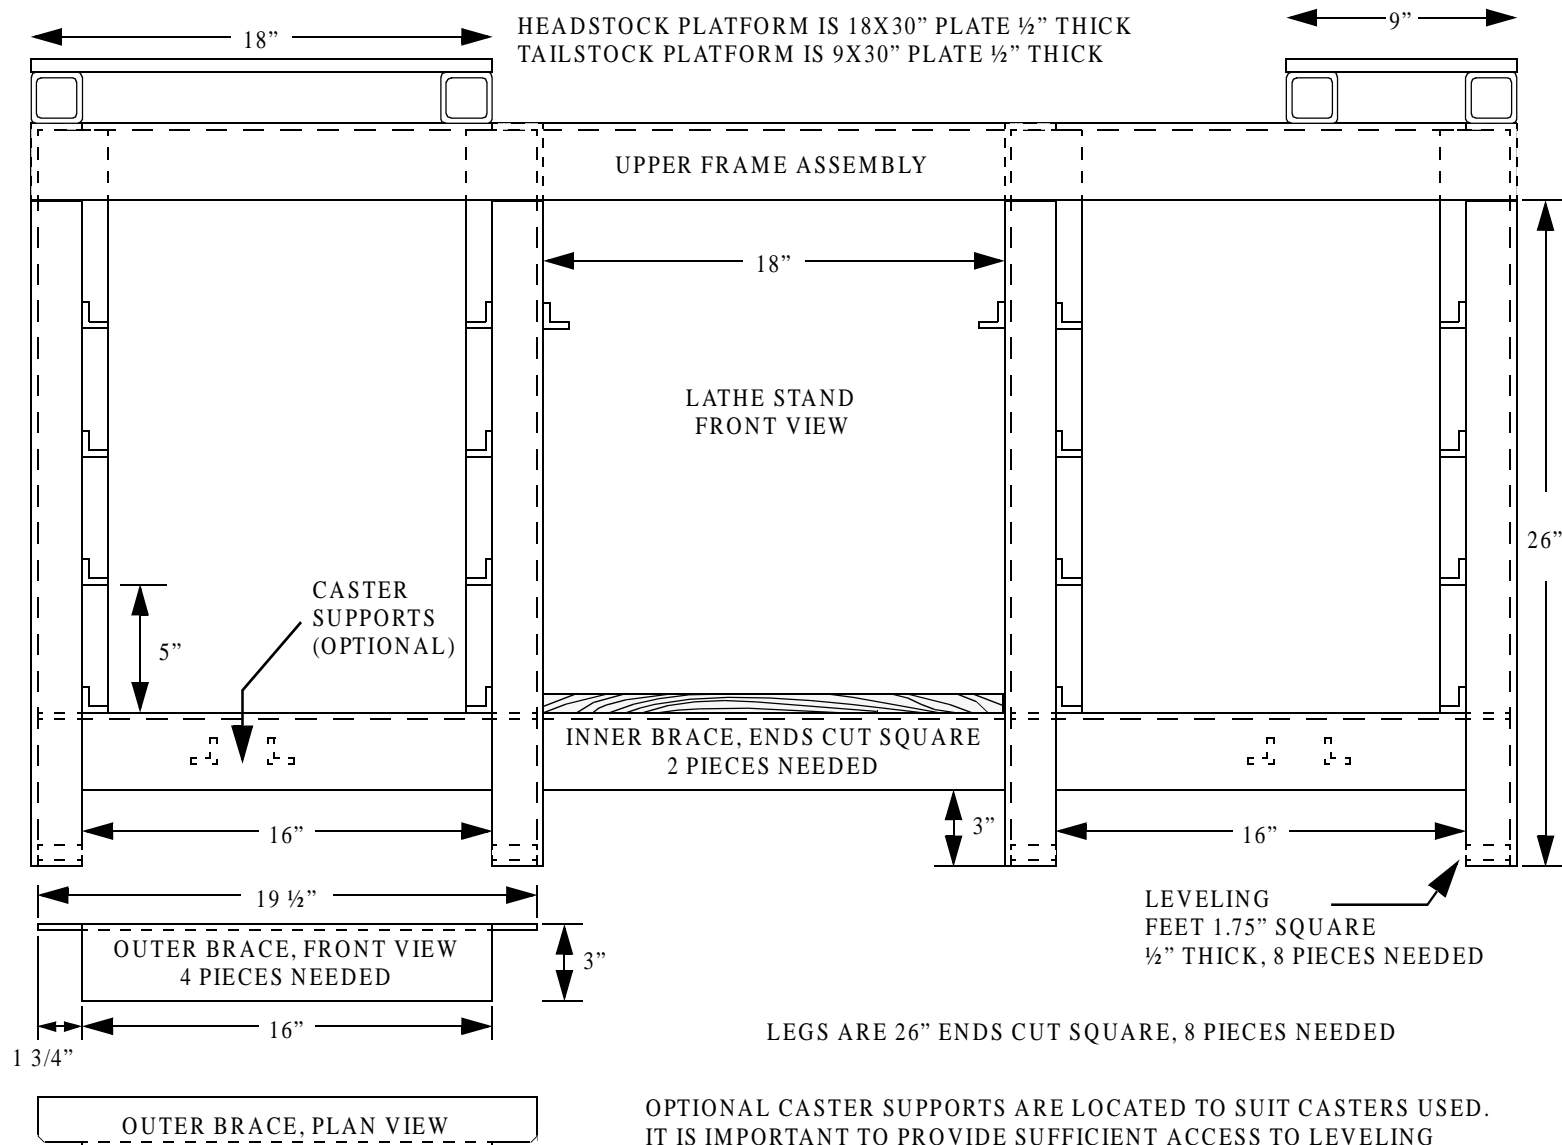 HEADSTOCK PLATFORM IS 18X30” PLATE ½” THICK
TAILSTOCK PLATFORM IS 9X30” PLATE ½” THICK
18”
9”
UPPER FRAME ASSEMBLY
18”
LATHE STAND
FRONT VIEW
26”
CASTER
SUPPORTS
(OPTIONAL)
5”
INNER BRACE, ENDS CUT SQUARE
2 PIECES NEEDED
16”
3”
16”
19 ½”
LEVELING
FEET 1.75” SQUARE
½” THICK, 8 PIECES NEEDED
OUTER BRACE, FRONT VIEW
4 PIECES NEEDED
3”
16”
1 3/4”
LEGS ARE 26” ENDS CUT SQUARE, 8 PIECES NEEDED
OUTER BRACE, PLAN VIEW
OPTIONAL CASTER SUPPORTS ARE LOCATED TO SUIT CASTERS USED.
IT IS IMPORTANT TO PROVIDE SUFFICIENT ACCESS TO LEVELING